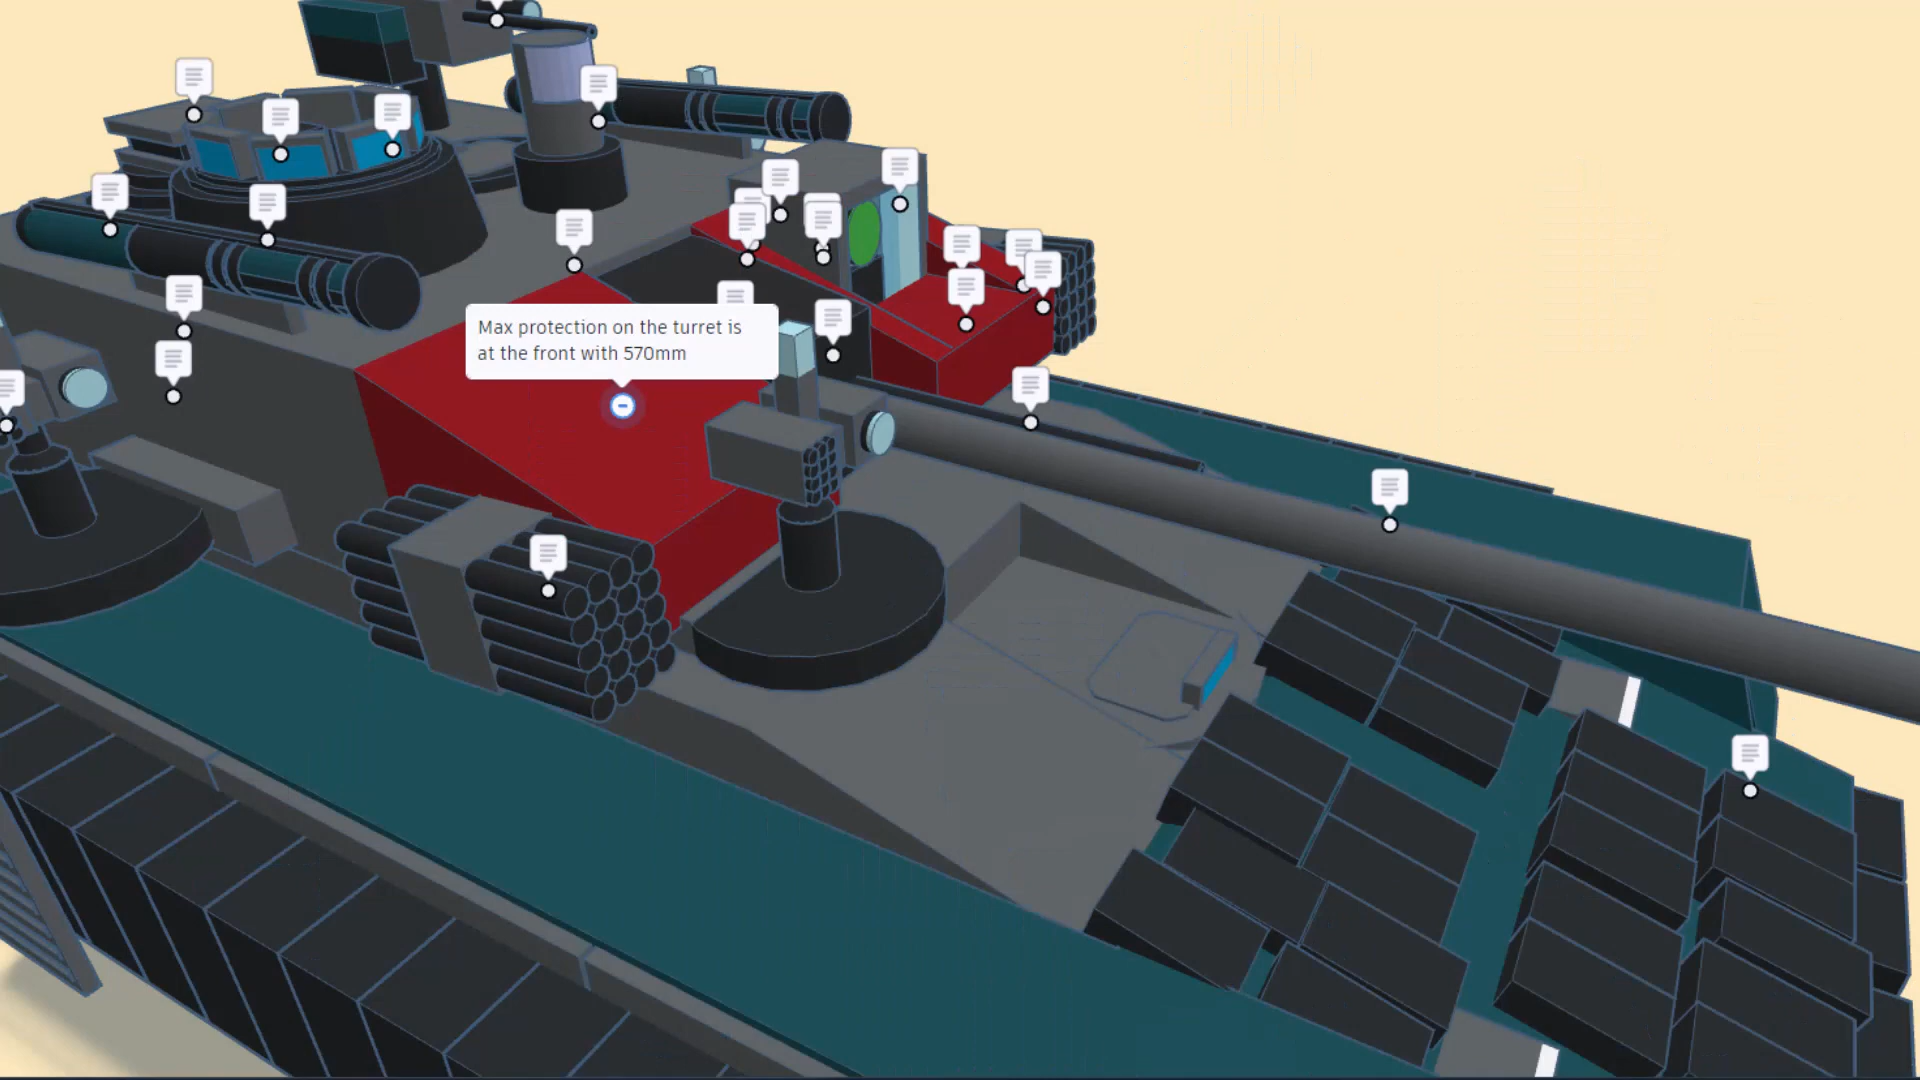 Max protection on the turret is
at the front with 570mm